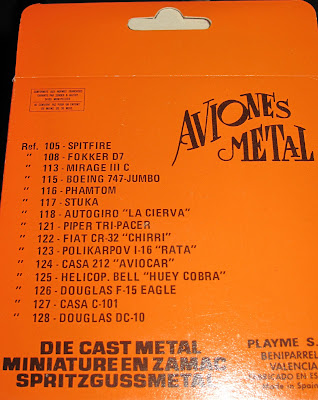 AVIONES
METAL
Ref. 105 - SPITFIRE
" 108 - FOKKER D7
" 113 - MIRAGE III C
" 115 - BOEING 747-JUMBO
" 116 - PHAMTOM
" 117 - STUKA
" 118 - AUTOGIRO "LA CIERVA"
" 121 - PIPER TRI-PACER
" 122 - FIAT CR-32 "CHIRRI"
" 123 - POLIKARPOV I-16 "RATA"
" 124 - CASA 212 "AVIOCAR"
" 125 - HELICOP. BELL "HUEY COBRA"
" 126 - DOUGLAS F-15 EAGLE
" 127 - CASA C-101
" 128 - DOUGLAS DC-10
DIE CAST METAL
MINIATURE EN ZAMAC
SPRITZGUSSMETAL
PLAYME S.
BENIPARREL
VALENCIA
Made in Spain